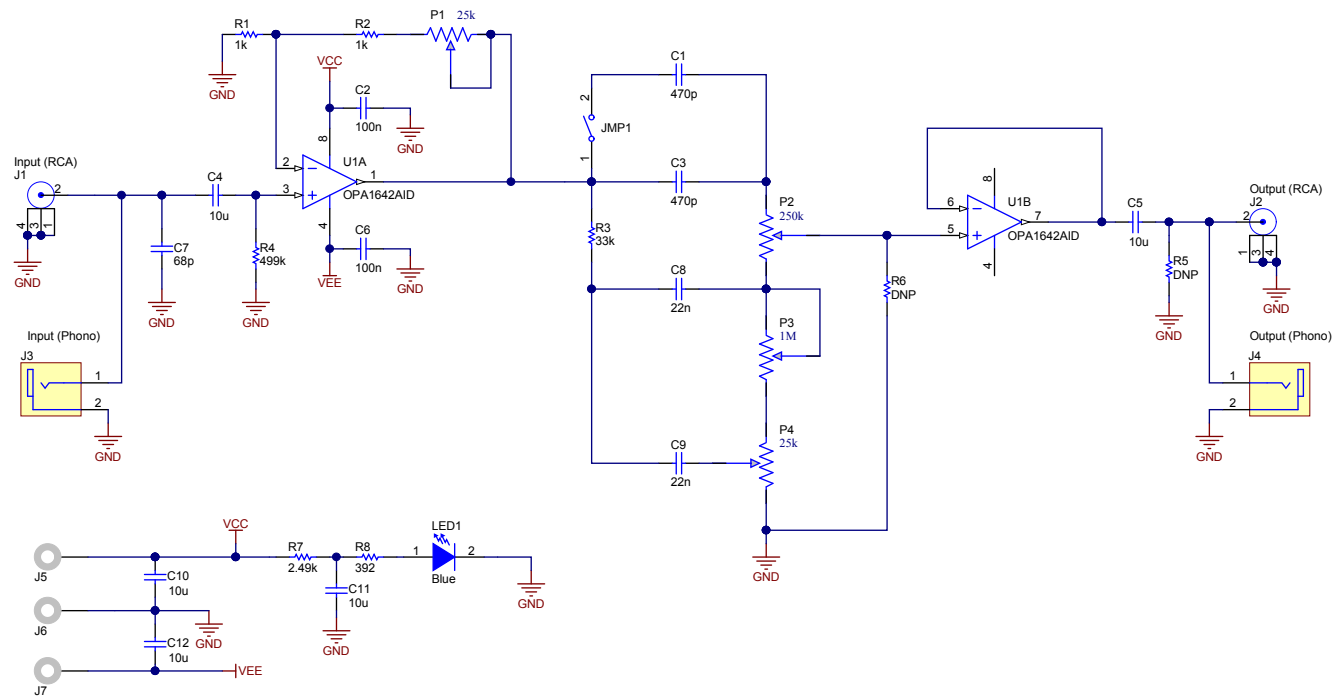 R1
1k
R2
1k
P1 25k
GND
VCC
C2
100n
GND
8
2
3
1
4
U1A
OPA1642AID
C6
100n
GND
VEE
Input (RCA)
J1
2
4
3
1
GND
C4
10u
C7
68p
GND
R4
499k
GND
Input (Phono)
J3
1
2
GND
C1
470p
2
JMP1
1
C3
470p
R3
33k
P2
250k
C8
22n
P3
1M
C9
22n
P4
25k
GND
R6
DNP
8
6
5
7
4
U1B
OPA1642AID
C5
10u
R5
DNP
GND
Output (RCA)
J2
2
1
3
4
GND
Output (Phono)
J4
1
2
GND
J5
J6
J7
C10
10u
C12
10u
GND
VCC
VEE
R7
2.49k
R8
392
C11
10u
GND
LED1
1
2
Blue
GND